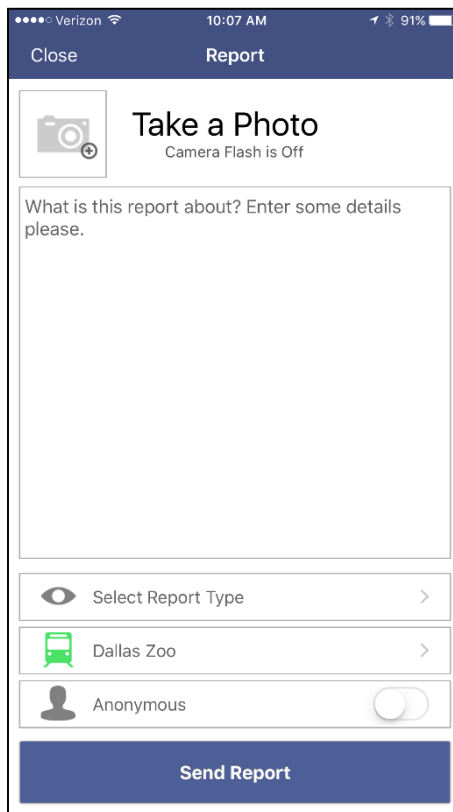 Verizon 10:07 AM 91%
Close Report
Take a Photo
Camera Flash is Off
What is this report about? Enter some details
please.
Select Report Type
Dallas Zoo
Anonymous
Send Report